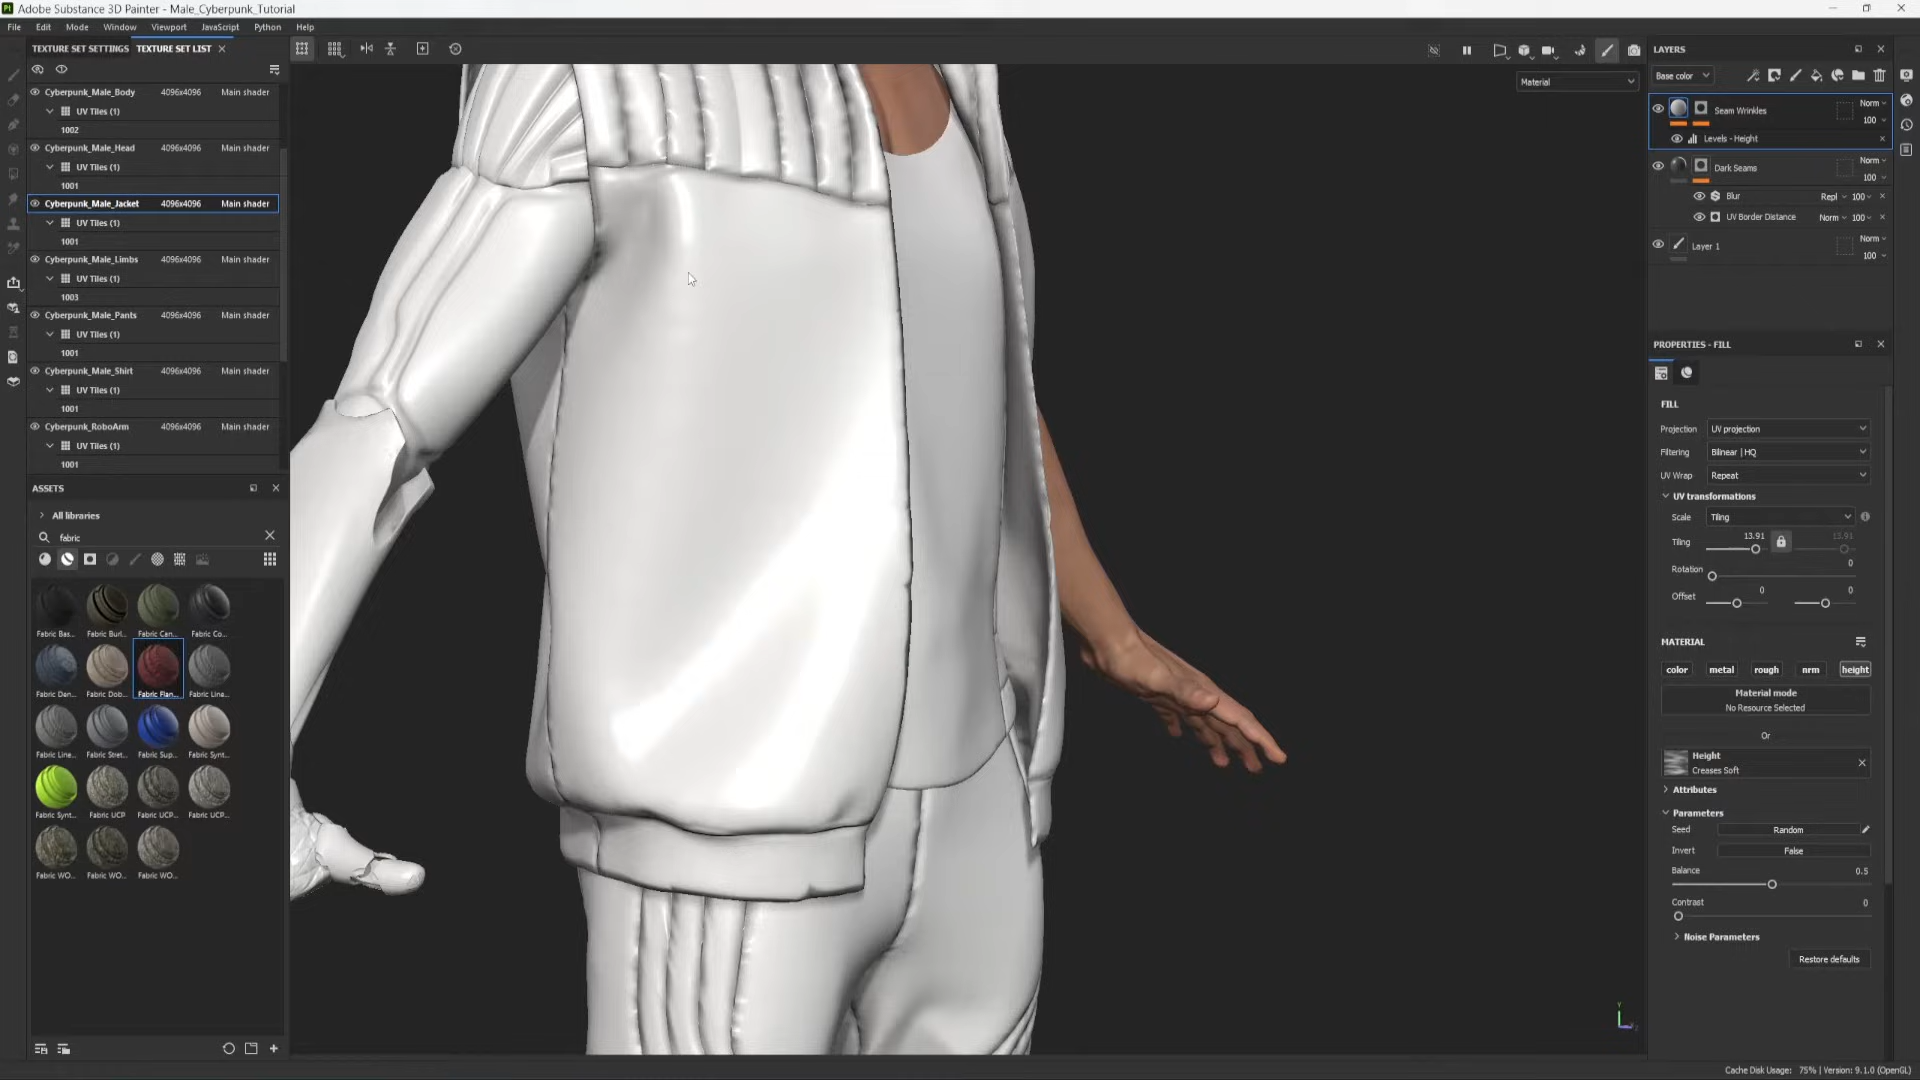 Adobe Substance 3D Painter - Male_Cyberpunk_Tutorial
File Edit Mode Window Viewport JavaScript Python Help
TEXTURE SET SETTINGS TEXTURE SET LIST
Cyberpunk_Male_Body 4096x4096 Main shader
UV Tiles (1)
1002
Cyberpunk_Male_Head 4096x4096 Main shader
UV Tiles (1)
1001
Cyberpunk_Male_Jacket 4096x4096 Main shader
UV Tiles (1)
1001
Cyberpunk_Male_Limbs 4096x4096 Main shader
UV Tiles (1)
1003
Cyberpunk_Male_Pants 4096x4096 Main shader
UV Tiles (1)
1001
Cyberpunk_Male_Shirt 4096x4096 Main shader
UV Tiles (1)
1001
Cyberpunk_RoboArm 4096x4096 Main shader
UV Tiles (1)
1001
ASSETS
All libraries
fabric
Fabric Bas... Fabric Burl... Fabric Can... Fabric Co...
Fabric Den... Fabric Dob... Fabric Flan... Fabric Line...
Fabric Line... Fabric Stret... Fabric Sup... Fabric Synt...
Fabric Synt... Fabric UCP Fabric UCP... Fabric UCP...
Fabric WO... Fabric WO... Fabric WO...
Material
LAYERS
Base color
Seam Wrinkles Norm 100
Levels - Height
Dark Seams Norm 100
Blur Repl 100
UV Border Distance Norm 100
Layer 1 Norm 100
PROPERTIES - FILL
FILL
Projection UV projection
Filtering Bilinear | HQ
UV Wrap Repeat
UV transformations
Scale Tiling
Tiling 13.91 13.91
Rotation 0
Offset 0 0
MATERIAL
color metal rough nrm height
Material mode
No Resource Selected
Or
Height
Creases Soft
Attributes
Parameters
Seed Random
Invert False
Balance 0.5
Contrast 0
Noise Parameters
Restore defaults
Y
Cache Disk Usage: 75% | Version: 9.1.0 (OpenGL)